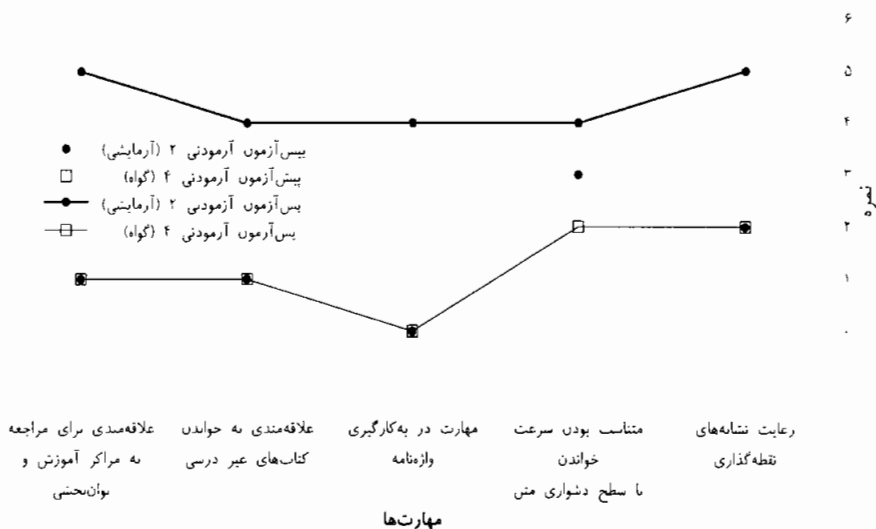 ۶
۵
۴
۳
۲
۱
۰
نمره
پیش‌آزمون آزمودنی ۲ (آزمایشی)
پیش‌آزمون آزمودنی ۴ (گواه)
پس‌آزمون آزمودنی ۲ (آزمایشی)
پس‌آزمون آزمودنی ۴ (گواه)
رعایت نشانه‌های
نقطه‌گذاری
متناسب بودن سرعت
خواندن
با سطح دشواری متن
مهارت در به‌کارگیری
واژه‌نامه
علاقه‌مندی به خواندن
کتاب‌های غیر درسی
علاقه‌مندی برای مراجعه
به مراکز آموزش و
توان‌بخشی
مهارت‌ها